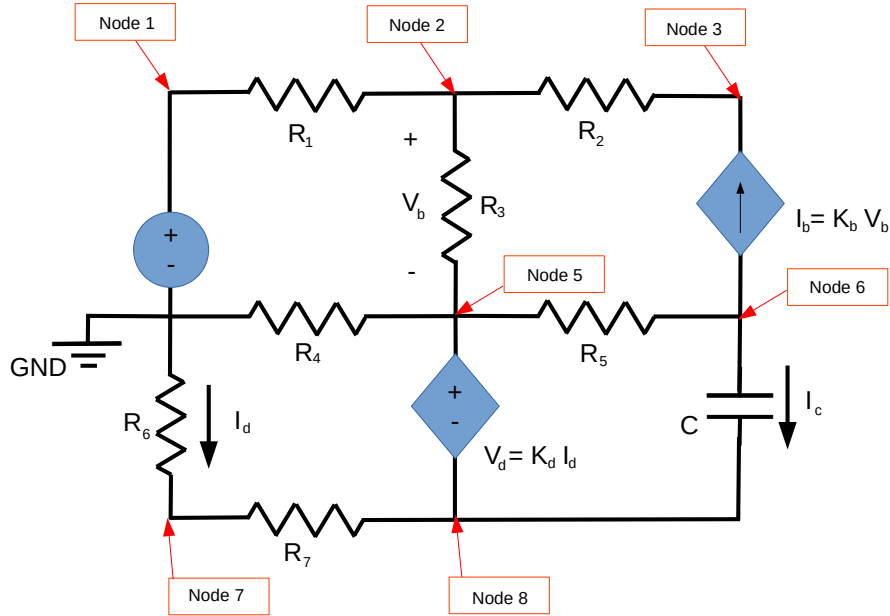 Node 1
Node 2
Node 3
R1
+
R2
Vb
R3
Ib= Kb Vb
+
-
-
Node 5
Node 6
GND
R4
R5
+
-
R6
Id
C
Ic
Vd= Kd Id
R7
Node 7
Node 8